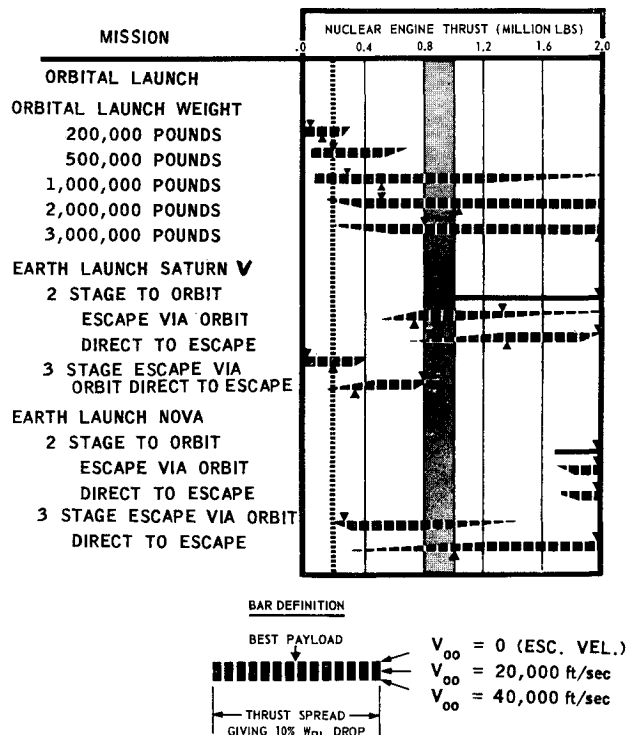 MISSION
NUCLEAR ENGINE THRUST (MILLION LBS)
.0 0.4 0.8 1.2 1.6 2.0
ORBITAL LAUNCH
ORBITAL LAUNCH WEIGHT
200,000 POUNDS
500,000 POUNDS
1,000,000 POUNDS
2,000,000 POUNDS
3,000,000 POUNDS
EARTH LAUNCH SATURN V
2 STAGE TO ORBIT
ESCAPE VIA ORBIT
DIRECT TO ESCAPE
3 STAGE ESCAPE VIA
ORBIT DIRECT TO ESCAPE
EARTH LAUNCH NOVA
2 STAGE TO ORBIT
ESCAPE VIA ORBIT
DIRECT TO ESCAPE
3 STAGE ESCAPE VIA ORBIT
DIRECT TO ESCAPE
BAR DEFINITION
BEST PAYLOAD
V oo = 0 (ESC. VEL.)
V oo = 20,000 ft/sec
V oo = 40,000 ft/sec
THRUST SPREAD
GIVING 10% WPL DROP